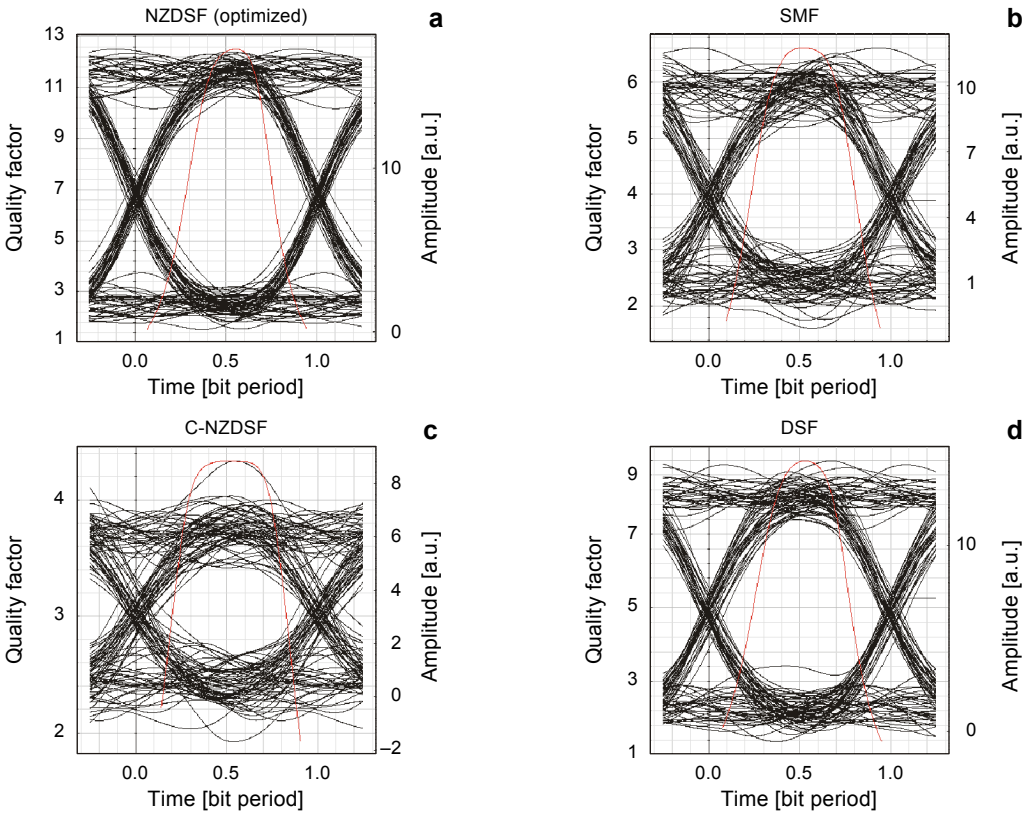 NZDSF (optimized)
a
13
11
9
7
5
3
1
Quality factor
10
0
Amplitude [a.u.]
0.0 0.5 1.0
Time [bit period]
SMF
b
6
5
4
3
2
Quality factor
10
7
4
1
Amplitude [a.u.]
0.0 0.5 1.0
Time [bit period]
C-NZDSF
c
4
3
2
Quality factor
8
6
4
2
0
–2
Amplitude [a.u.]
0.0 0.5 1.0
Time [bit period]
DSF
d
9
7
5
3
1
Quality factor
10
0
Amplitude [a.u.]
0.0 0.5 1.0
Time [bit period]